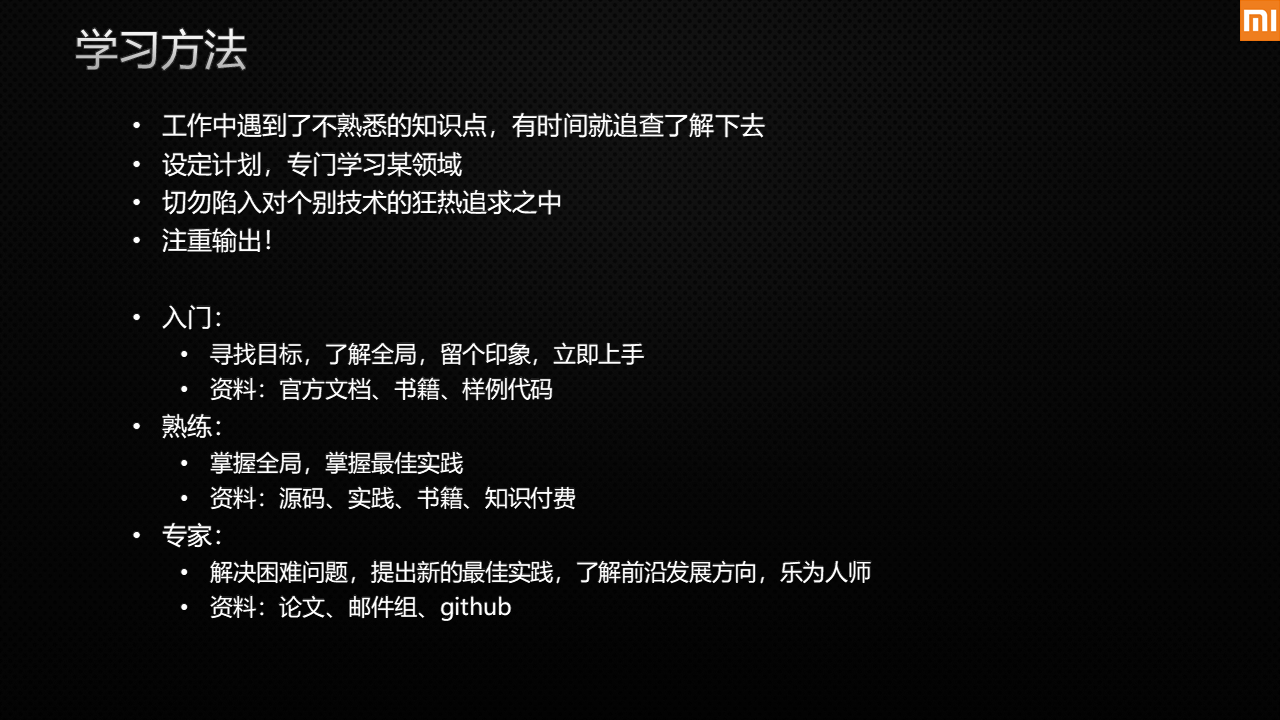 学习方法
mi
• 工作中遇到了不熟悉的知识点，有时间就追查了解下去
• 设定计划，专门学习某领域
• 切勿陷入对个别技术的狂热追求之中
• 注重输出！
• 入门：
• 寻找目标，了解全局，留个印象，立即上手
• 资料：官方文档、书籍、样例代码
• 熟练：
• 掌握全局，掌握最佳实践
• 资料：源码、实践、书籍、知识付费
• 专家：
• 解决困难问题，提出新的最佳实践，了解前沿发展方向，乐为人师
• 资料：论文、邮件组、github